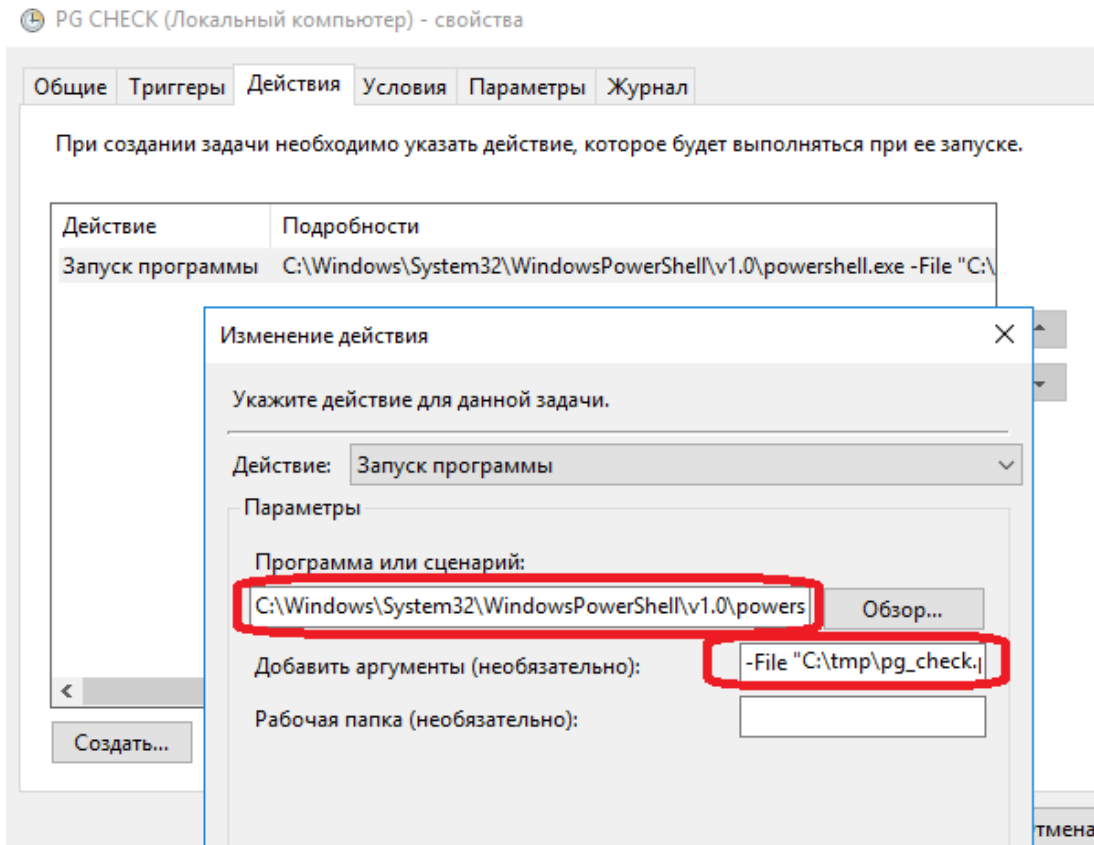 PG CHECK (Локальный компьютер) - свойства
Общие Триггеры Действия Условия Параметры Журнал
При создании задачи необходимо указать действие, которое будет выполняться при ее запуске.
Действие Подробности
Запуск программы C:\Windows\System32\WindowsPowerShell\v1.0\powershell.exe -File "C:\
Изменение действия
Укажите действие для данной задачи.
Действие: Запуск программы
Параметры
Программа или сценарий:
C:\Windows\System32\WindowsPowerShell\v1.0\powers Обзор...
Добавить аргументы (необязательно): -File "C:\tmp\pg_check.
Рабочая папка (необязательно):
Создать...
тмена